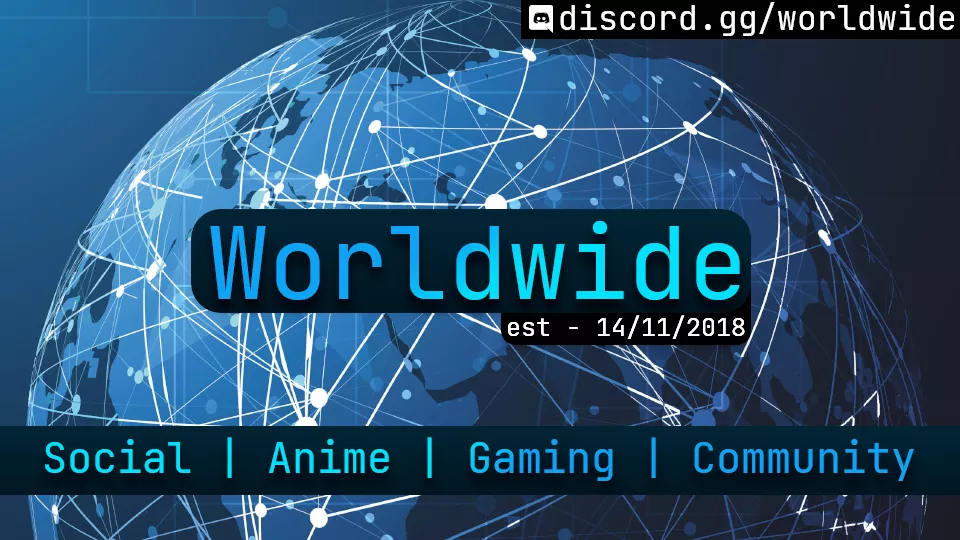 discord.gg/worldwide
Worldwide
est - 14/11/2018
Social | Anime | Gaming | Community